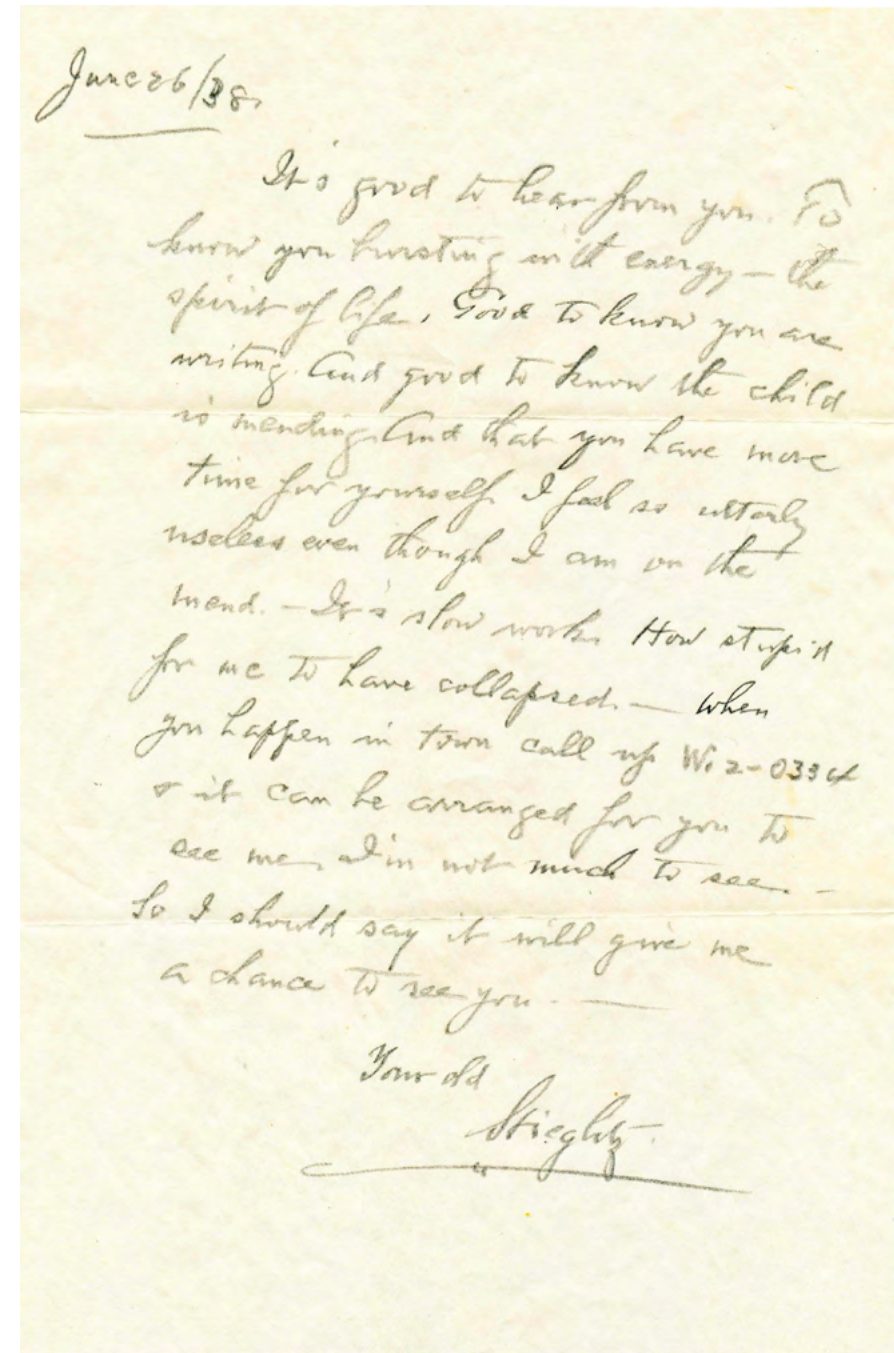 June 26/38.
It's good to hear from you. To
know you bursting with energy — the
spirit of life. Good to know you are
writing. And good to know the child
is mending. And that you have more
time for yourself. I feel so utterly
useless even though I am on the
mend. — It's slow work. How stupid
for me to have collapsed. — When
you happen in town call up Wi 2-0334
& it can be arranged for you to
see me. I'm not much to see. —
So I should say it will give me
a chance to see you. —
Your old
Stieglitz.